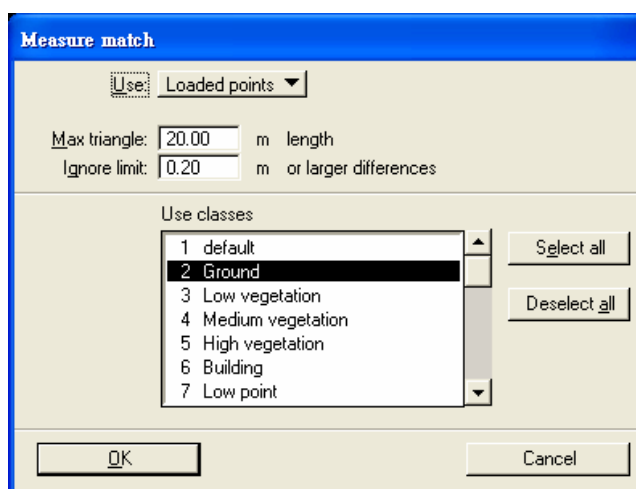 Measure match
Use: Loaded points
Max triangle: 20.00 m length
Ignore limit: 0.20 m or larger differences
Use classes
1 default
2 Ground
3 Low vegetation
4 Medium vegetation
5 High vegetation
6 Building
7 Low point
Select all
Deselect all
OK Cancel